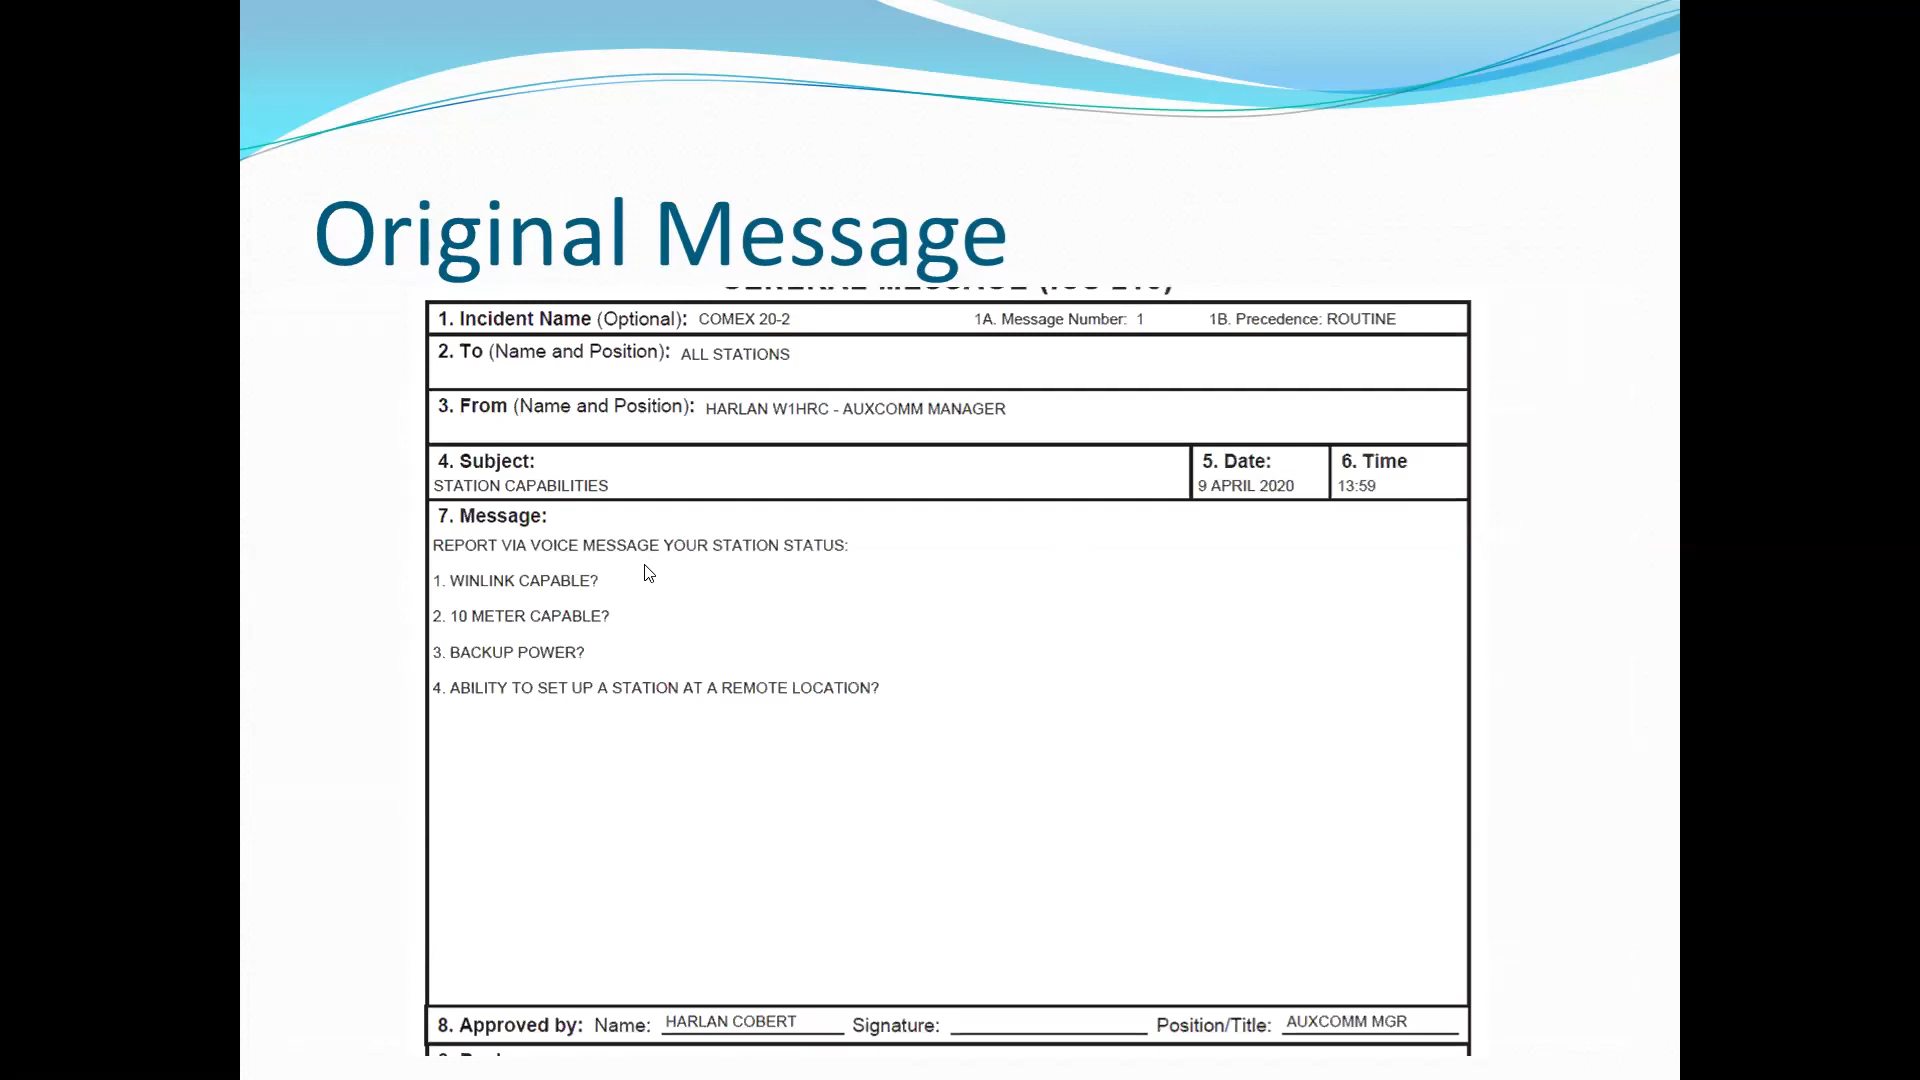 Original Message
1. Incident Name (Optional): COMEX 20-2 1A. Message Number: 1 1B. Precedence: ROUTINE
2. To (Name and Position): ALL STATIONS
3. From (Name and Position): HARLAN W1HRC - AUXCOMM MANAGER
4. Subject: 5. Date: 6. Time
STATION CAPABILITIES 9 APRIL 2020 13:59
7. Message:
REPORT VIA VOICE MESSAGE YOUR STATION STATUS:
1. WINLINK CAPABLE?
2. 10 METER CAPABLE?
3. BACKUP POWER?
4. ABILITY TO SET UP A STATION AT A REMOTE LOCATION?
8. Approved by: Name: HARLAN COBERT Signature: Position/Title: AUXCOMM MGR